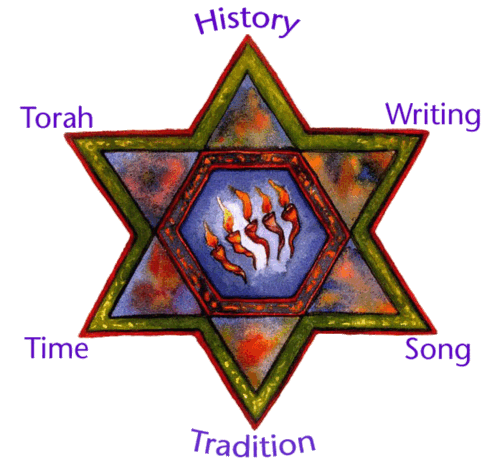 History
Torah
Writing
Time
Song
Tradition